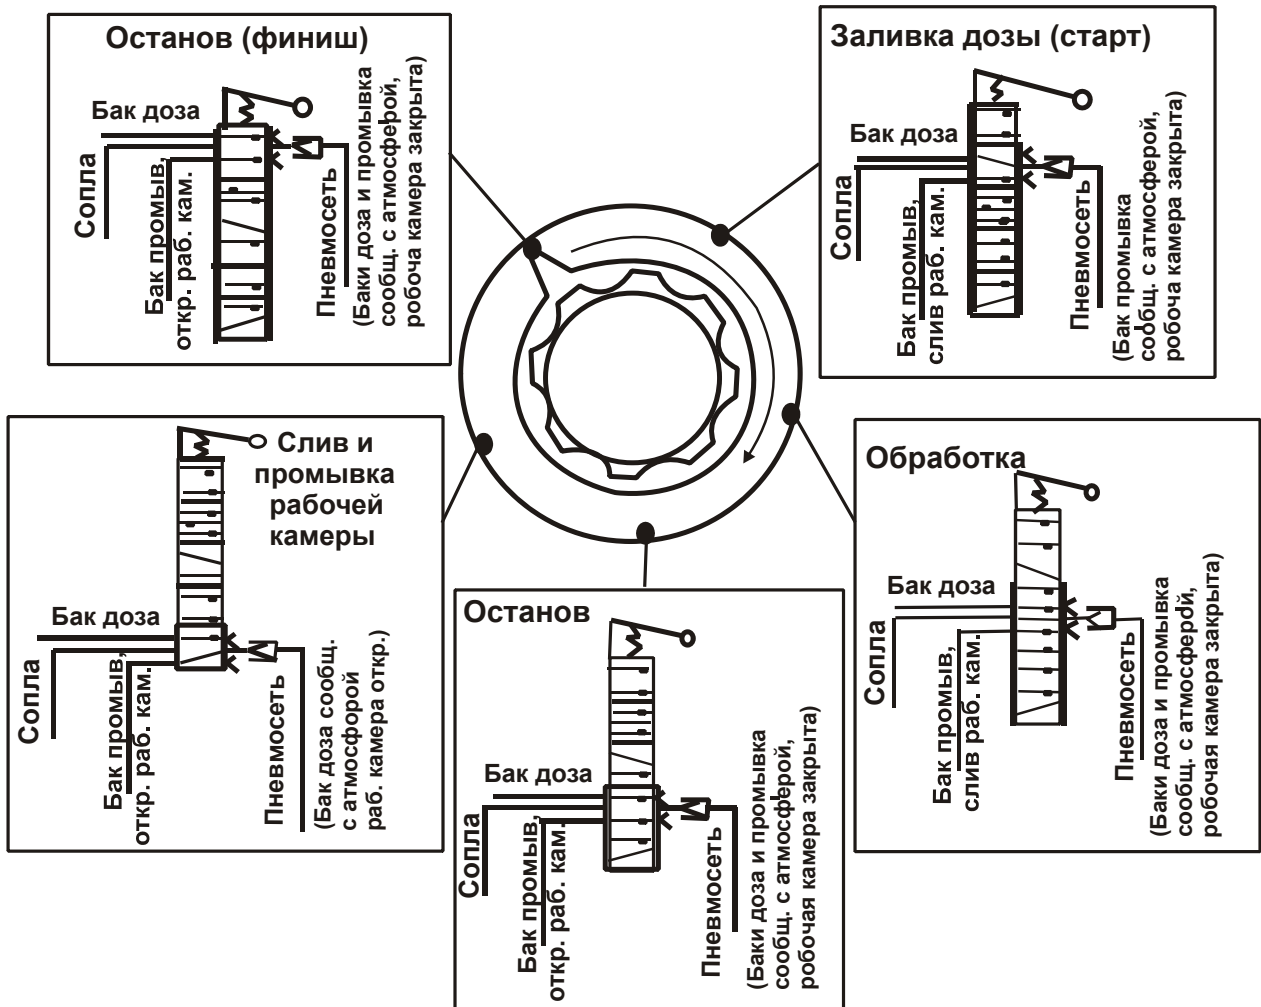 Останов (финиш)
Бак доза
Сопла
Бак промыв,
откр. раб. кам.
Пневмосеть
(Баки доза и промывка
сообщ. с атмосферой,
робоча камера закрыта)
Заливка дозы (старт)
Бак доза
Сопла
Бак промыв,
слив раб. кам.
Пневмосеть
(Бак промывка
сообщ. с атмосферой,
робоча камера закрыта)
Слив и
промывка
рабочей
камеры
Бак доза
Сопла
Бак промыв,
откр. раб. кам.
Пневмосеть
(Бак доза сообщ.
с атмосфорой
раб. камера откр.)
Останов
Бак доза
Сопла
Бак промыв,
откр. раб. кам.
Пневмосеть
(Баки доза и промывка
сообщ. с атмосферой,
робочая камера закрыта)
Обработка
Бак доза
Сопла
Бак промыв,
слив раб. кам.
Пневмосеть
(Баки доза и промывка
сообщ. с атмосферой,
робочая камера закрыта)